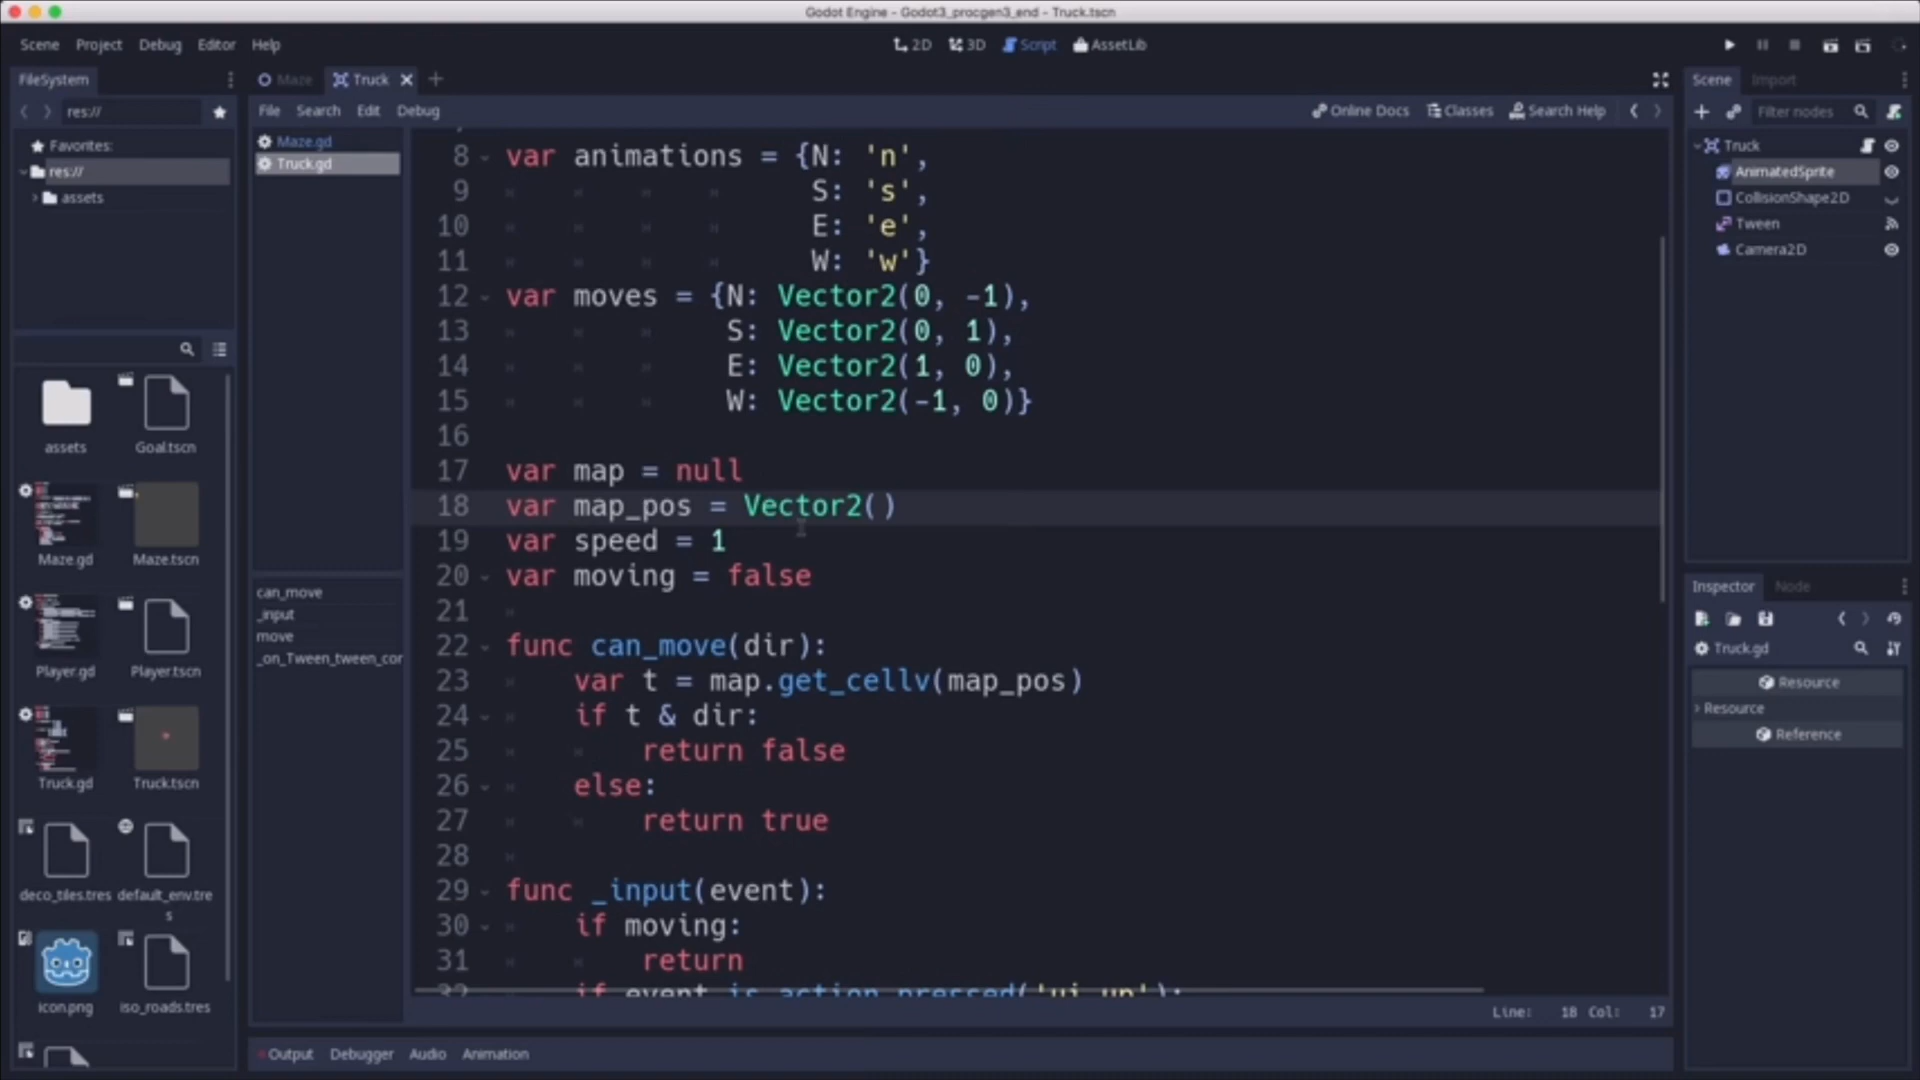 Godot Engine - Godot3_procgen3_end - Truck.tscn
Scene Project Debug Editor Help
2D 3D Script AssetLib
FileSystem
res://
Favorites:
res://
assets
assets
Goal.tscn
Maze.gd
Maze.tscn
Player.gd
Player.tscn
Truck.gd
Truck.tscn
deco_tiles.tres
default_env.tre
s
icon.png
iso_roads.tres
Maze
Truck
File Search Edit Debug
Online Docs Classes Search Help
Maze.gd
Truck.gd
can_move
_input
move
_on_Tween_tween_cor
8 var animations = {N: 'n',
9 S: 's',
10 E: 'e',
11 W: 'w'}
12 var moves = {N: Vector2(0, -1),
13 S: Vector2(0, 1),
14 E: Vector2(1, 0),
15 W: Vector2(-1, 0)}
16
17 var map = null
18 var map_pos = Vector2()
19 var speed = 1
20 var moving = false
21
22 func can_move(dir):
23 var t = map.get_cellv(map_pos)
24 if t & dir:
25 return false
26 else:
27 return true
28
29 func _input(event):
30 if moving:
31 return
32 if event.is_action_pressed('ui_up'):
Line: 18 Col: 17
Output Debugger Audio Animation
Scene Import
Filter nodes
Truck
AnimatedSprite
CollisionShape2D
Tween
Camera2D
Inspector Node
Truck.gd
Resource
Resource
Reference